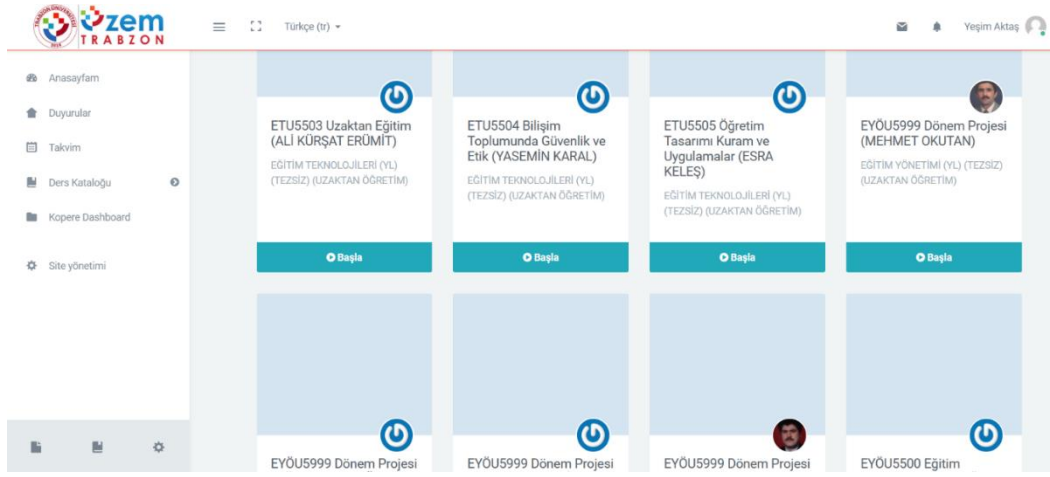 üzem
TRABZON
Türkçe (tr)
Yeşim Aktaş
Anasayfam
Duyurular
Takvim
Ders Kataloğu
Kopere Dashboard
Site yönetimi
ETU5503 Uzaktan Eğitim
(ALİ KÜRŞAT ERÜMİT)
EĞİTİM TEKNOLOJİLERİ (YL)
(TEZSİZ) (UZAKTAN ÖĞRETİM)
Başla
ETU5504 Bilişim
Toplumunda Güvenlik ve
Etik (YASEMİN KARAL)
EĞİTİM TEKNOLOJİLERİ (YL)
(TEZSİZ) (UZAKTAN ÖĞRETİM)
Başla
ETU5505 Öğretim
Tasarımı Kuram ve
Uygulamalar (ESRA
KELEŞ)
EĞİTİM TEKNOLOJİLERİ (YL)
(TEZSİZ) (UZAKTAN ÖĞRETİM)
Başla
EYÖU5999 Dönem Projesi
(MEHMET OKUTAN)
EĞİTİM YÖNETİMİ (YL) (TEZSİZ)
(UZAKTAN ÖĞRETİM)
Başla
EYÖU5999 Dönem Projesi
EYÖU5999 Dönem Projesi
EYÖU5999 Dönem Projesi
EYÖU5500 Eğitim